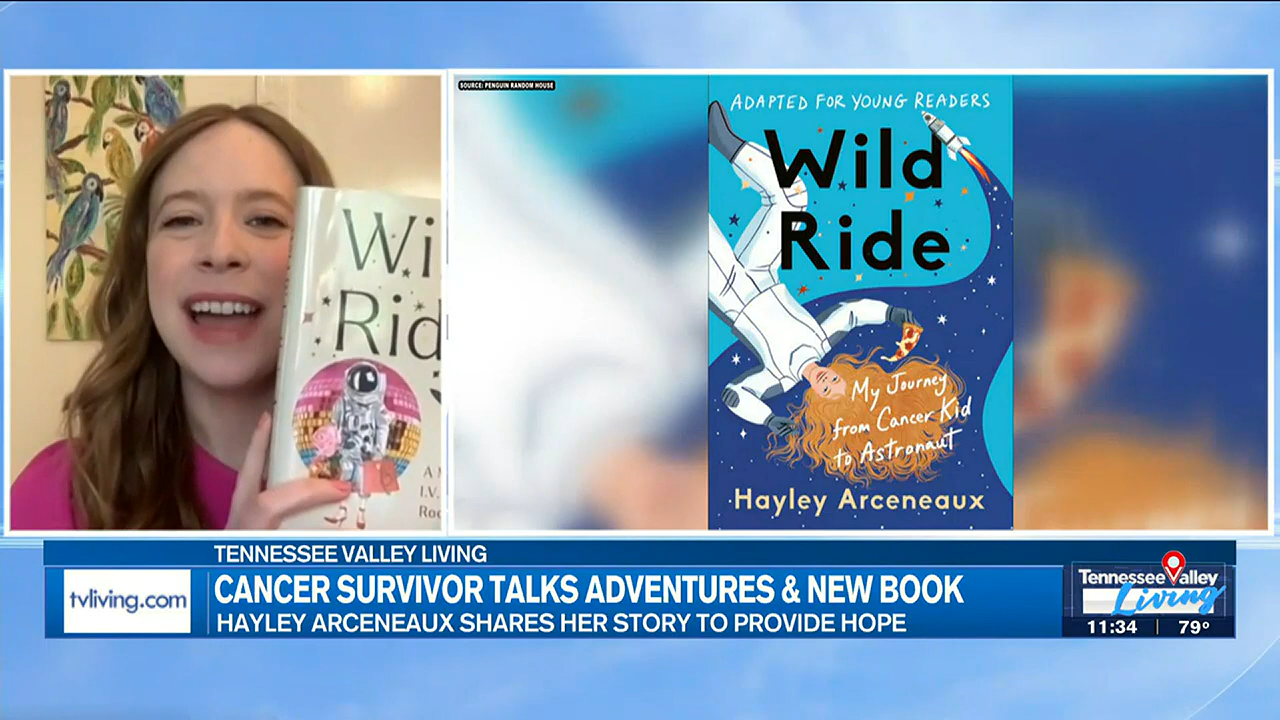 SOURCE: PENGUIN RANDOM HOUSE
Wi
Rid
A
I.V.
ADAPTED FOR YOUNG READERS
Wild
Ride
My Journey
from Cancer Kid
to Astronaut
Hayley Arceneaux
TENNESSEE VALLEY LIVING
tvliving.com
CANCER SURVIVOR TALKS ADVENTURES & NEW BOOK
HAYLEY ARCENEAUX SHARES HER STORY TO PROVIDE HOPE
Tennessee Valley
Living
11:34 | 79°